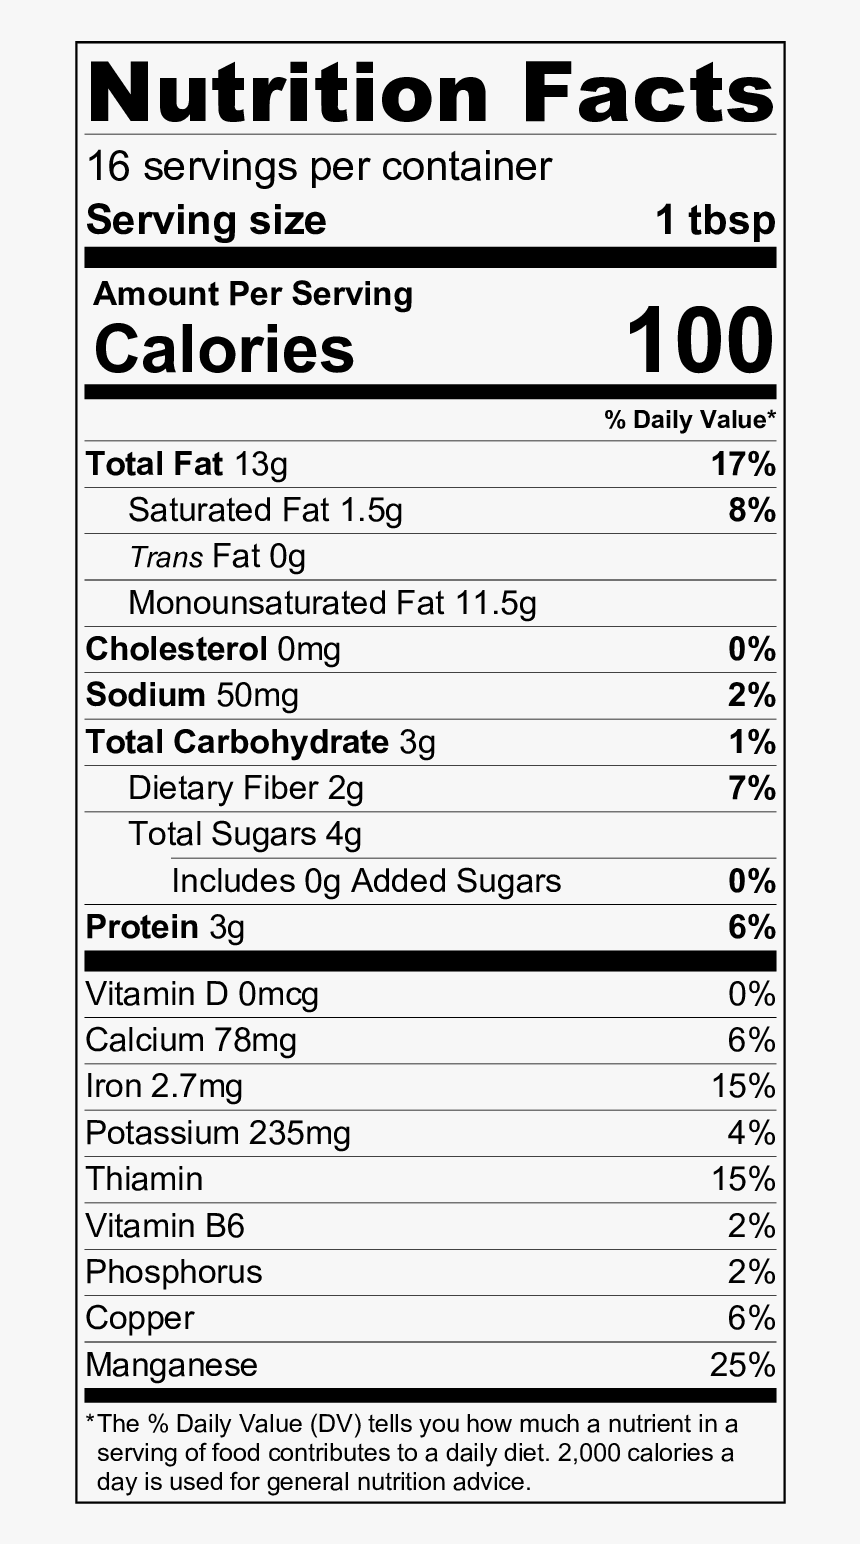 Nutrition Facts
16 servings per container
Serving size 1 tbsp
Amount Per Serving
Calories 100
% Daily Value*
Total Fat 13g 17%
Saturated Fat 1.5g 8%
Trans Fat 0g
Monounsaturated Fat 11.5g
Cholesterol 0mg 0%
Sodium 50mg 2%
Total Carbohydrate 3g 1%
Dietary Fiber 2g 7%
Total Sugars 4g
Includes 0g Added Sugars 0%
Protein 3g 6%
Vitamin D 0mcg 0%
Calcium 78mg 6%
Iron 2.7mg 15%
Potassium 235mg 4%
Thiamin 15%
Vitamin B6 2%
Phosphorus 2%
Copper 6%
Manganese 25%
*The % Daily Value (DV) tells you how much a nutrient in a
serving of food contributes to a daily diet. 2,000 calories a
day is used for general nutrition advice.